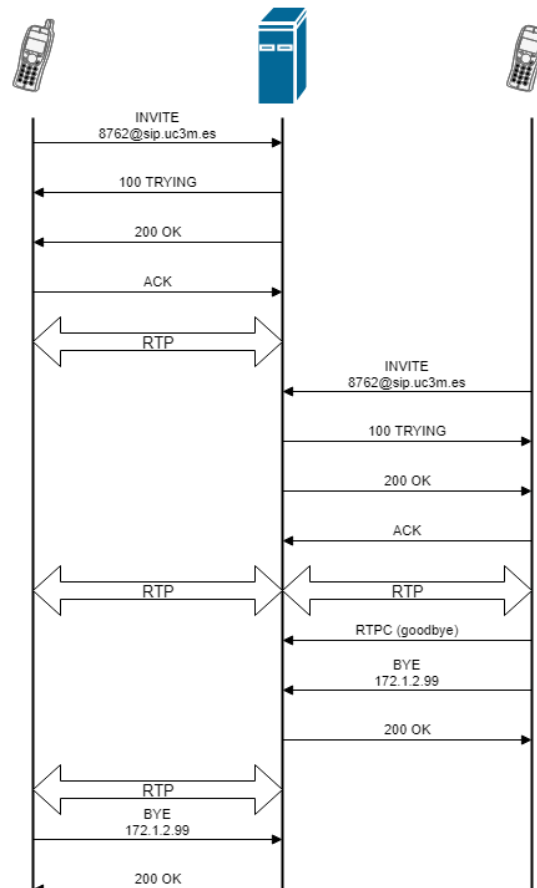 INVITE
8762@sip.uc3m.es
100 TRYING
200 OK
ACK
RTP
INVITE
8762@sip.uc3m.es
100 TRYING
200 OK
ACK
RTP
RTP
RTPC (goodbye)
BYE
172.1.2.99
200 OK
RTP
BYE
172.1.2.99
200 OK